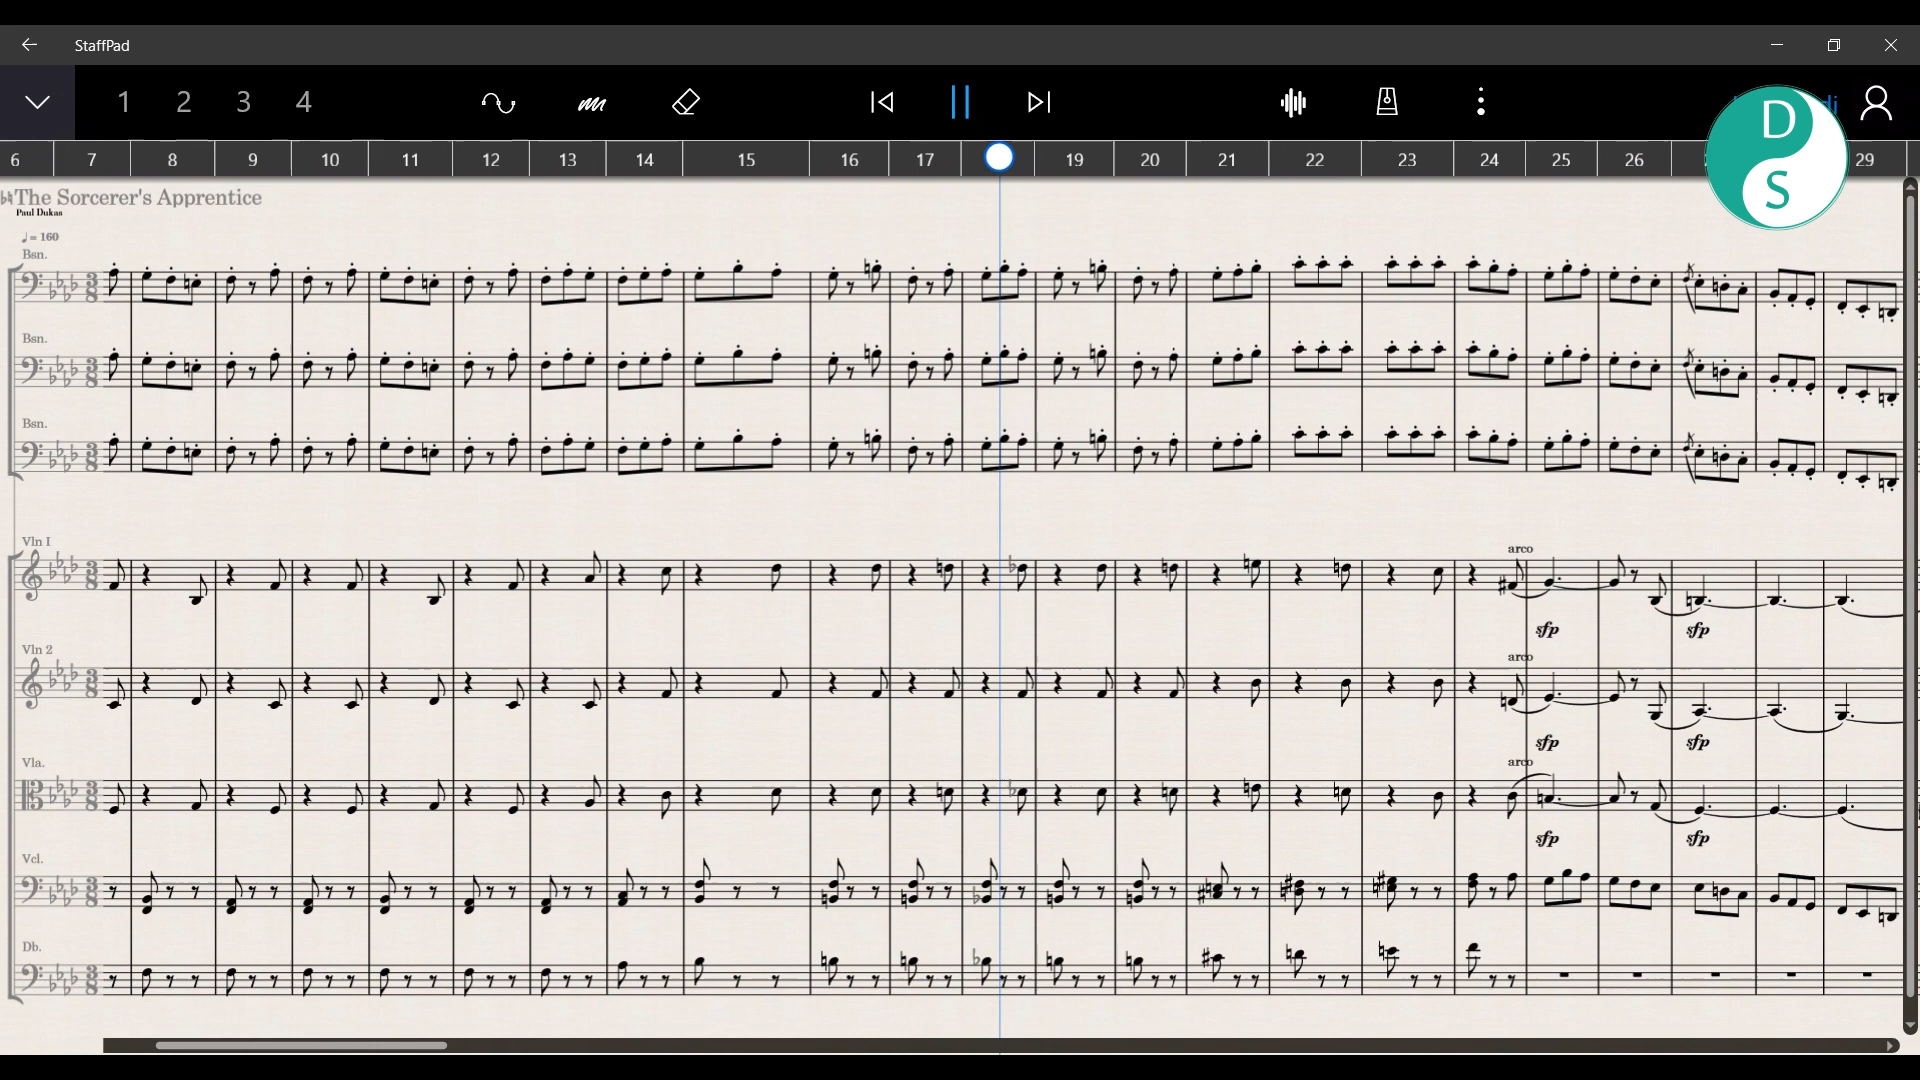 StaffPad
1 2 3 4
6 7 8 9 10 11 12 13 14 15 16 17 19 20 21 22 23 24 25 26 29
D
S
The Sorcerer's Apprentice
Paul Dukas
♩= 160
Bsn.
Bsn.
Bsn.
Vln I
arco
sfp sfp
Vln 2
arco
sfp sfp
Vla.
arco
sfp sfp
Vcl.
Db.